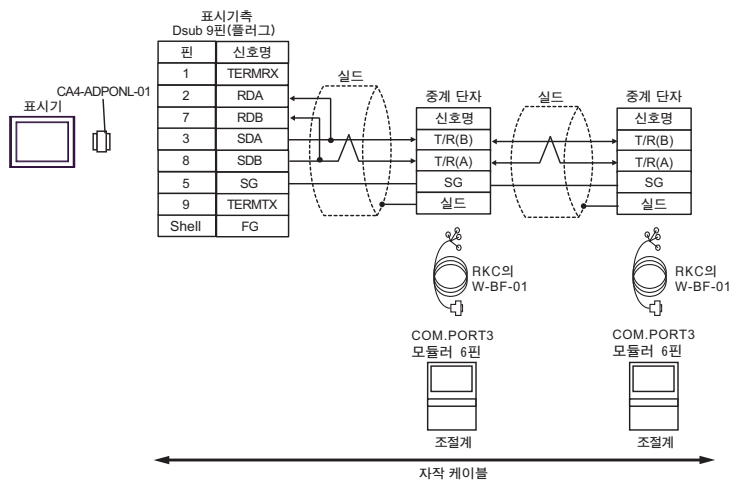 표시기측
Dsub 9핀(플러그)
핀 신호명
1 TERMRX
2 RDA
7 RDB
3 SDA
8 SDB
5 SG
9 TERMTX
Shell FG
표시기
CA4-ADPONL-01
실드
중계 단자
신호명
T/R(B)
T/R(A)
SG
실드
실드
중계 단자
신호명
T/R(B)
T/R(A)
SG
실드
RKC의
W-BF-01
RKC의
W-BF-01
COM.PORT3
모듈러 6핀
COM.PORT3
모듈러 6핀
조절계
조절계
자작 케이블